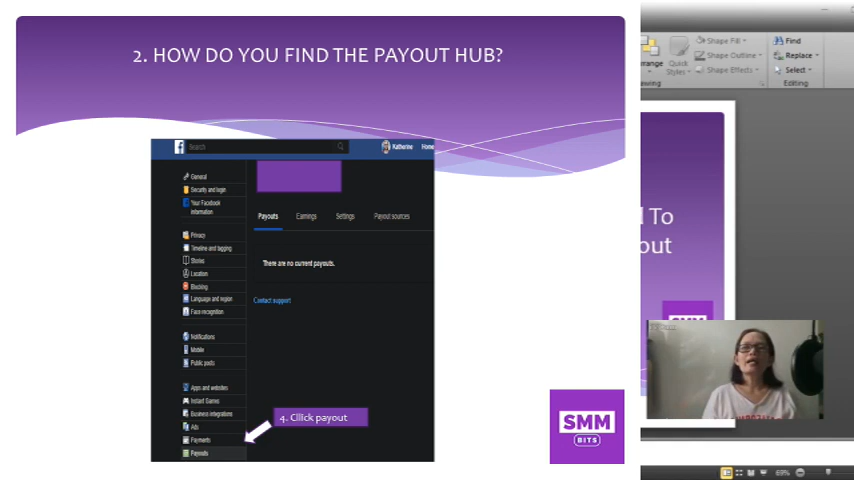 2. HOW DO YOU FIND THE PAYOUT HUB?
Search
Katherine
Home
General
Security and login
Your Facebook
information
Privacy
Timeline and tagging
Stories
Location
Blocking
Language and region
Face recognition
Notifications
Mobile
Public posts
Apps and websites
Instant Games
Business integrations
Ads
Payments
Payouts
Payouts
Earnings
Settings
Payout sources
There are no current payouts.
Contact support
4. Cllick payout
SMM
BITS
Shape Fill
Shape Outline
Shape Effects
Quick
Styles
Find
Replace
Select
Editing
To
69%